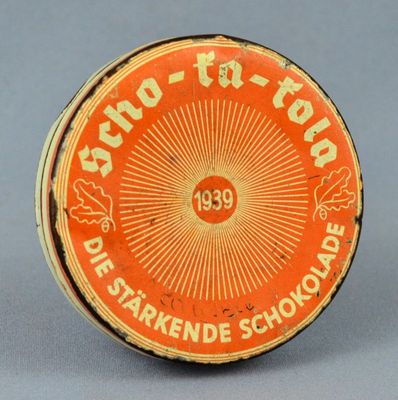 Scho-ka-kola
1939
DIE STÄRKENDE SCHOKOLADE